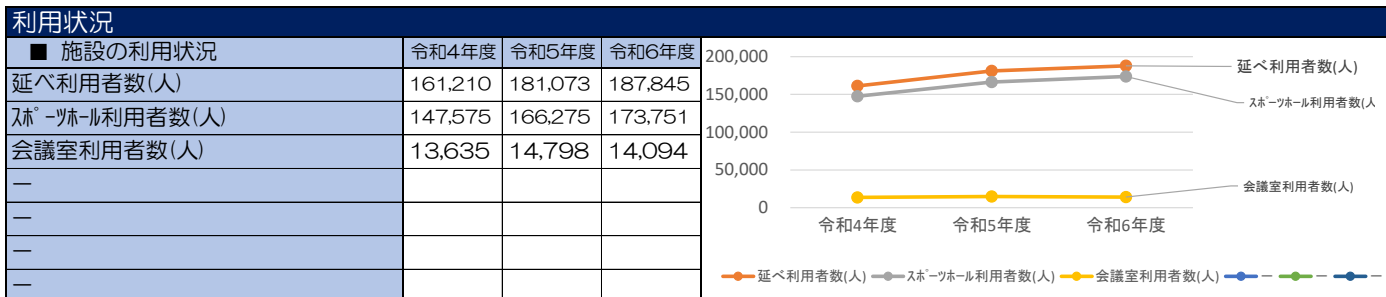 利用状況
■ 施設の利用状況 令和4年度 令和5年度 令和6年度
延べ利用者数(人) 161,210 181,073 187,845
ｽﾎﾟｰﾂﾎｰﾙ利用者数(人) 147,575 166,275 173,751
会議室利用者数(人) 13,635 14,798 14,094
－
－
－
－
200,000
150,000
100,000
50,000
0
令和4年度 令和5年度 令和6年度
延べ利用者数(人)
ｽﾎﾟｰﾂﾎｰﾙ利用者数(人
会議室利用者数(人)
延べ利用者数(人) ｽﾎﾟｰﾂﾎｰﾙ利用者数(人) 会議室利用者数(人) － － －